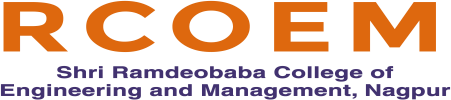 RCOEM
Shri Ramdeobaba College of
Engineering and Management, Nagpur